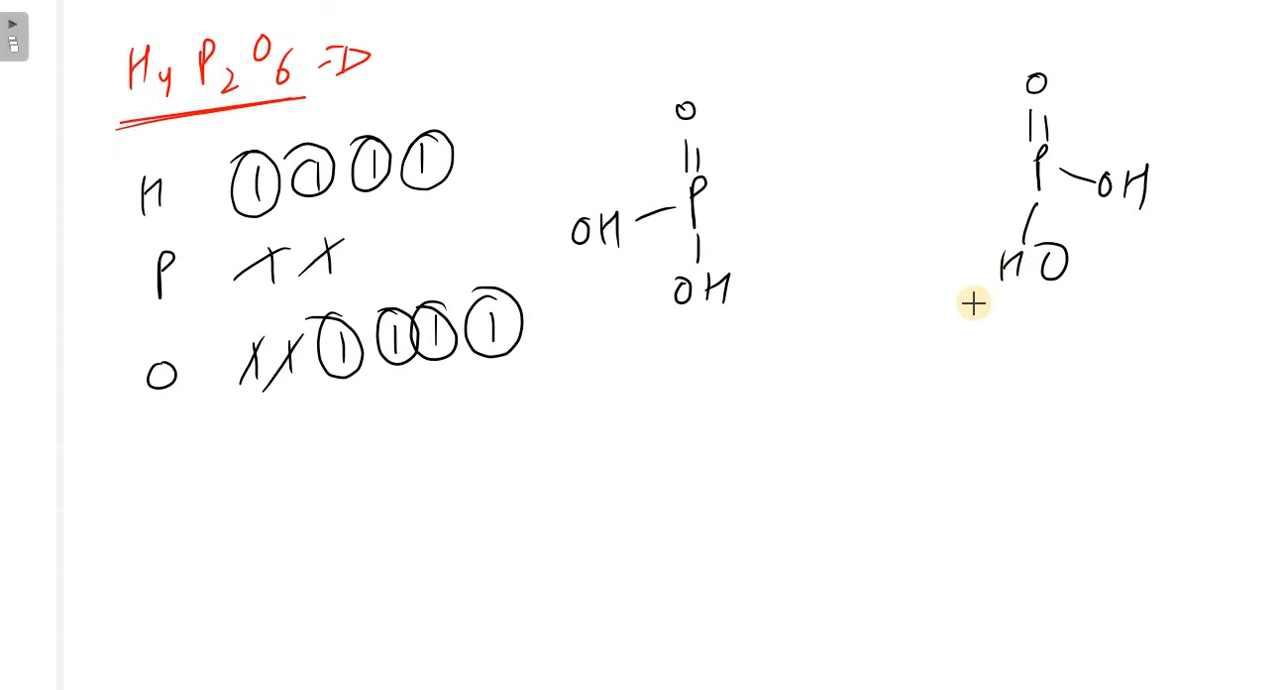 H4 P2 O6 ⇒
H 1 1 1 1
P X X
O X X 1 1 1 1
O
||
P
OH
OH
O
||
P
OH
HO